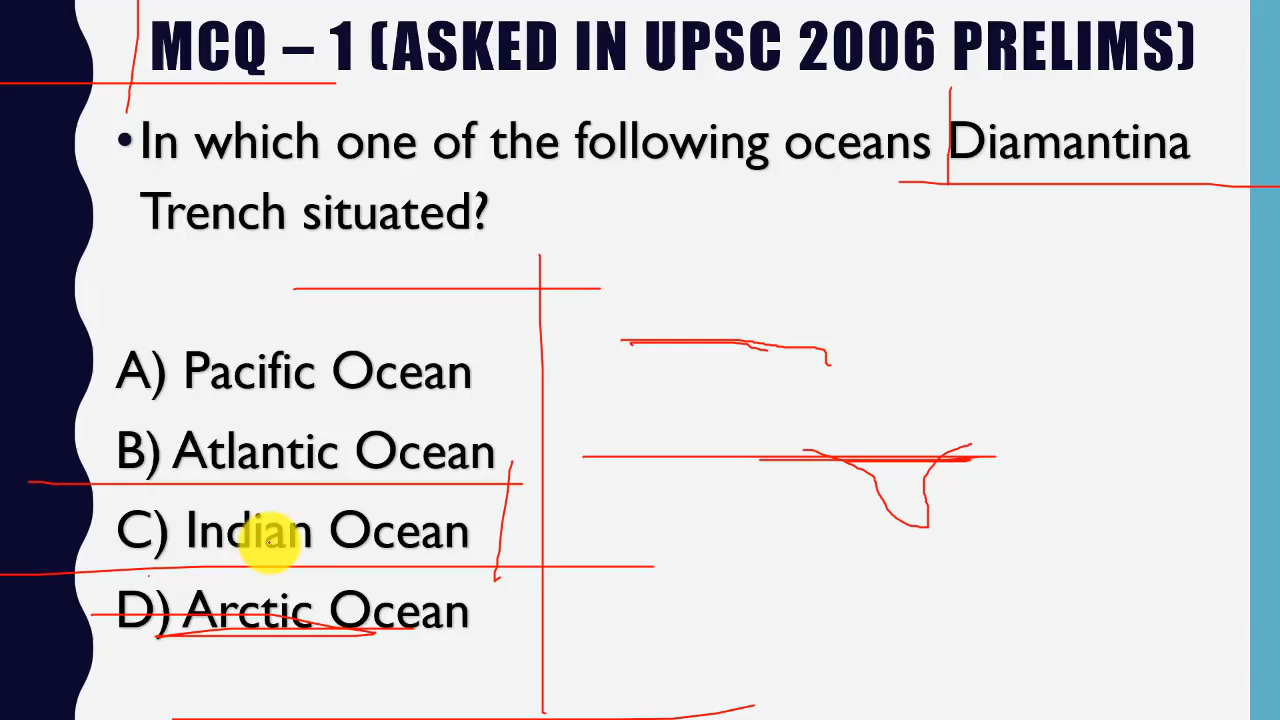 MCQ – 1 (ASKED IN UPSC 2006 PRELIMS)
•In which one of the following oceans Diamantina
Trench situated?
A) Pacific Ocean
B) Atlantic Ocean
C) Indian Ocean
D) Arctic Ocean